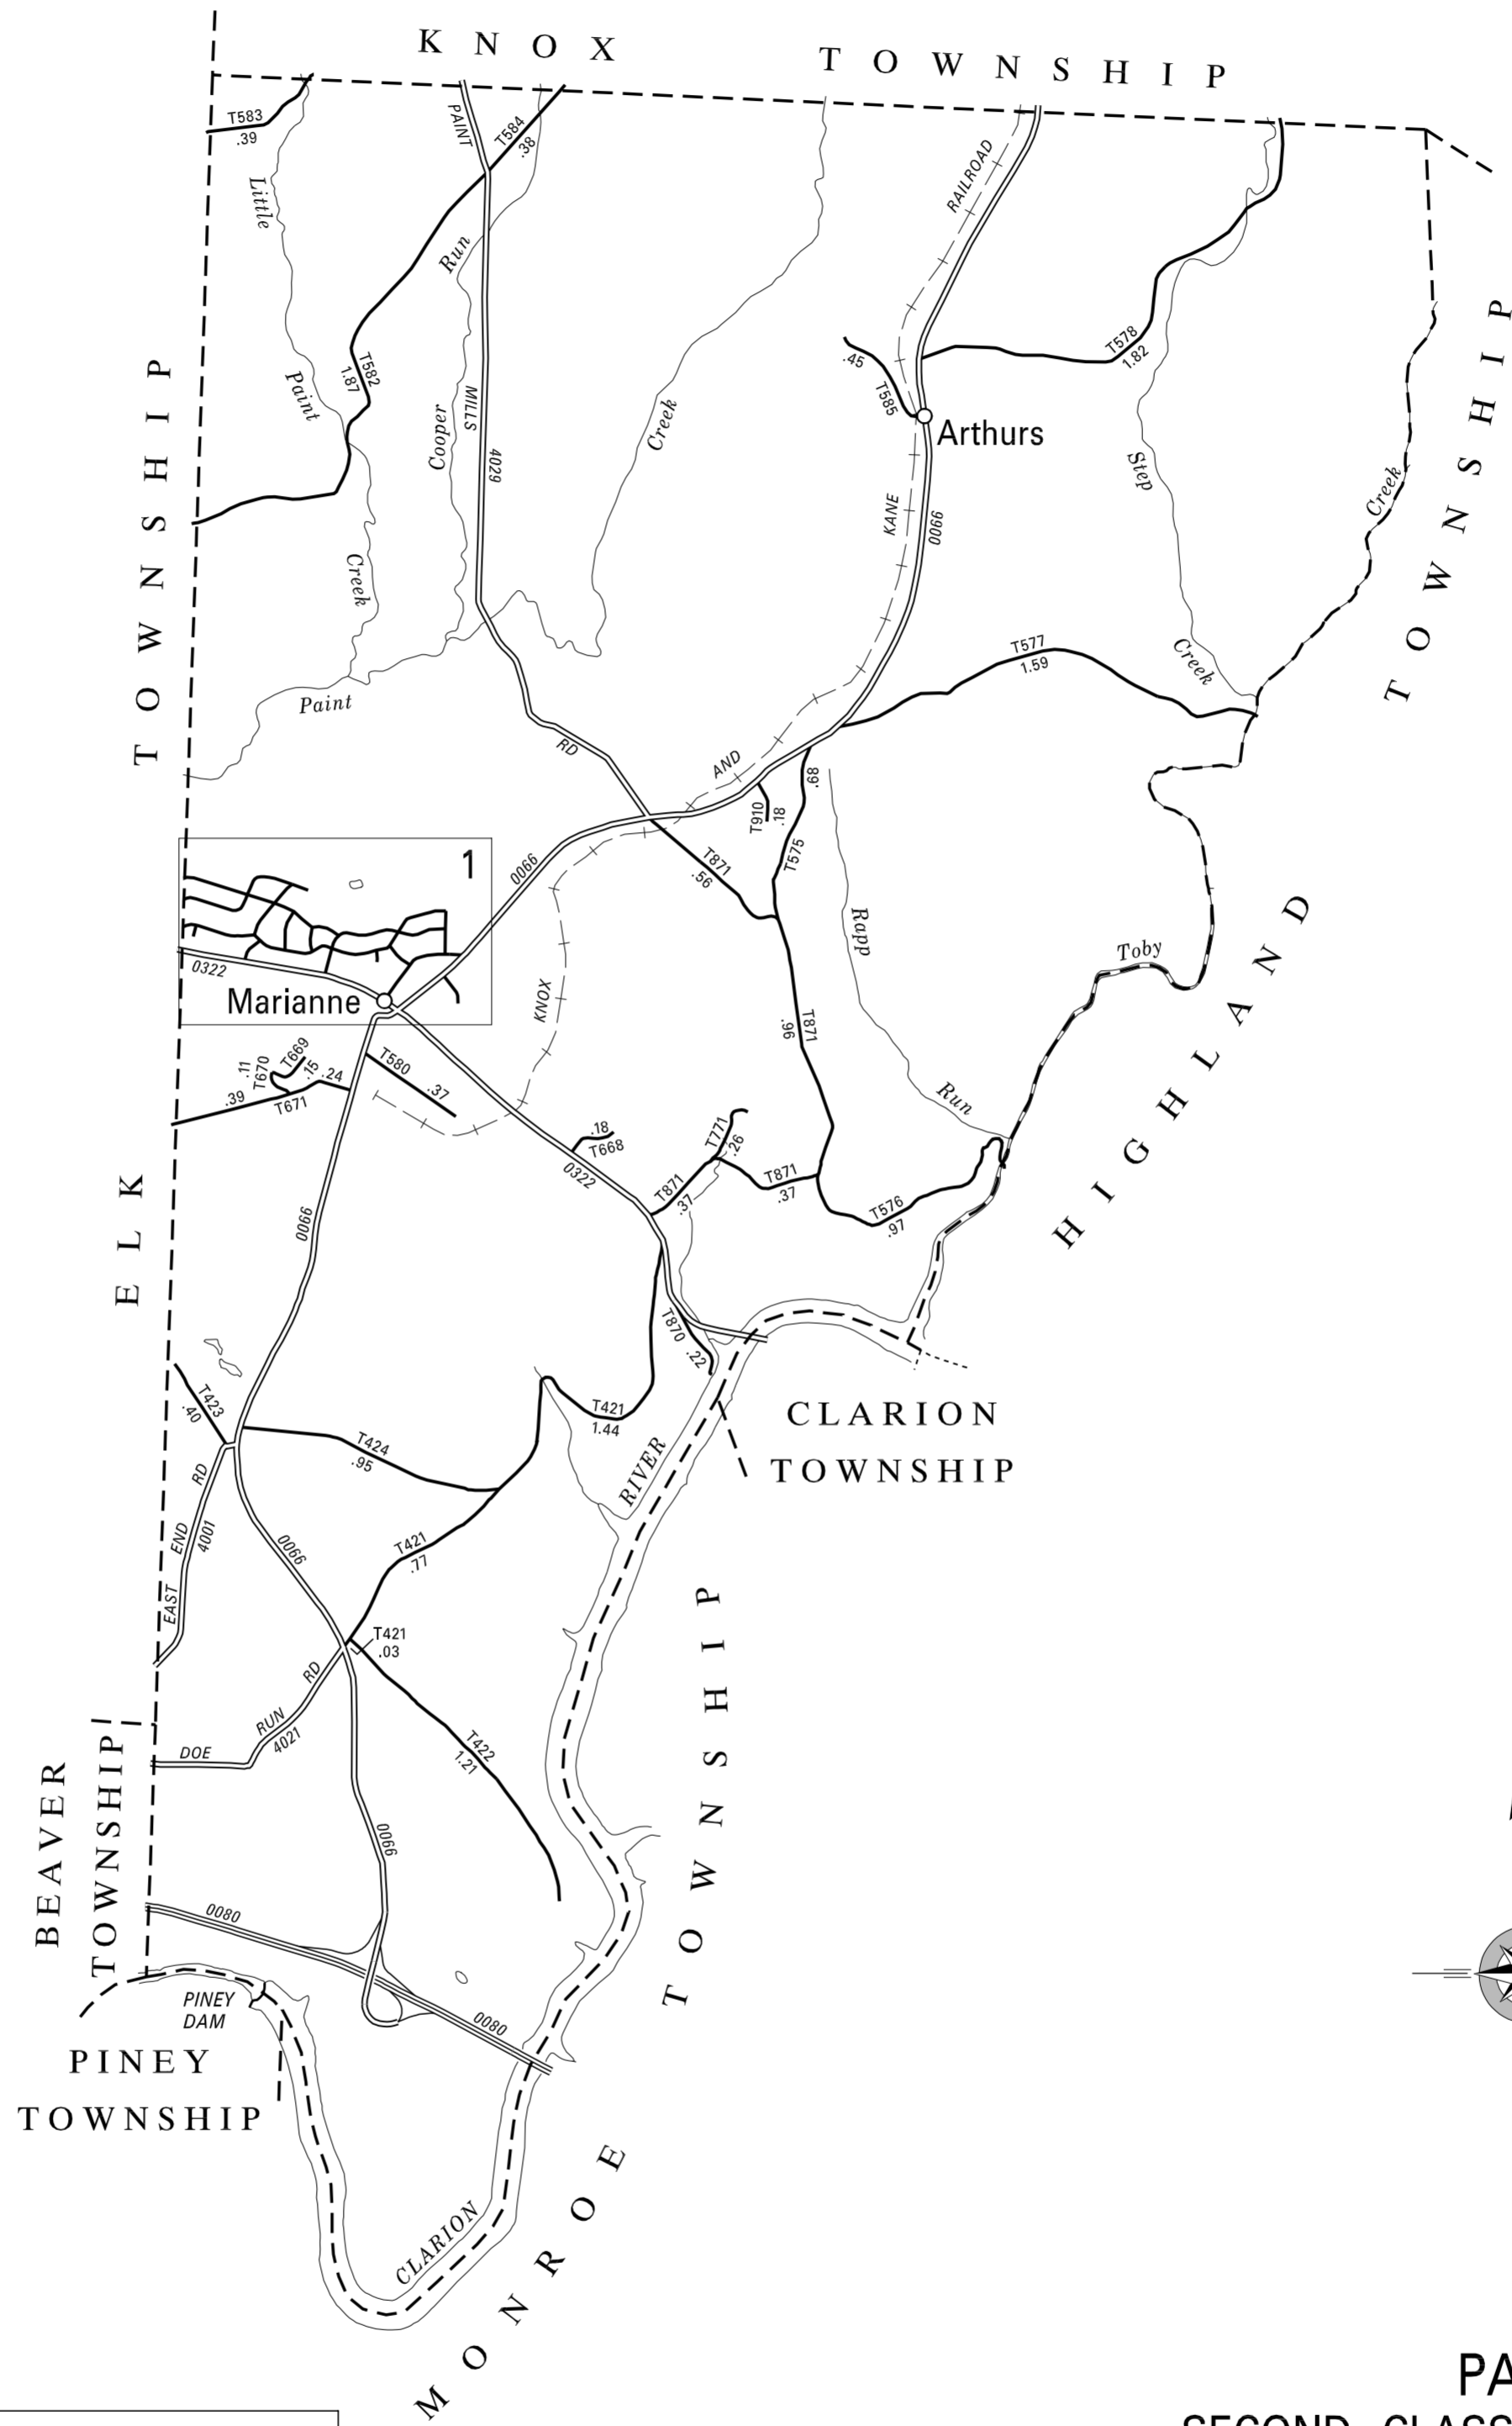 KNOX TOWNSHIP
T583
.39
PAINT
T584
.38
RAILROAD
Little
Run
T582
1.87
Paint
MILLS
Cooper
4029
Creek
.45
T585
Arthurs
T578
1.82
Step
Creek
KANE
9900
Creek
TOWNSHIP
TOWNSHIP
T577
1.59
Creek
Paint
RD
AND
.68
T910
.18
T575
T871
.56
1
0066
Rapp
0322
Marianne
KNOX
Toby
T871
.96
HIGHLAND
.11
T670
T669
.15
.24
.39
T671
T580
.37
Run
.18
T668
T771
.26
0322
T871
.37
T871
.37
T576
.97
ELK
0066
T870
.22
T423
.40
T421
1.44
CLARION
TOWNSHIP
T424
.95
RIVER
RD
END
4001
EAST
0066
T421
.77
T421
.03
RD
RUN
4021
DOE
T422
1.21
TOWNSHIP
BEAVER
TOWNSHIP
0066
0080
0080
PINEY
DAM
PINEY
TOWNSHIP
CLARION
MONROE
PA
SECOND CLASS